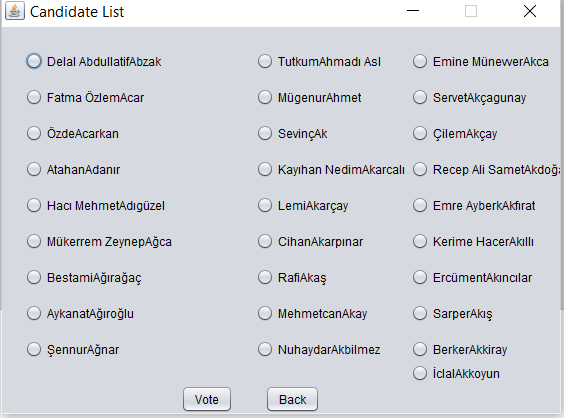 Candidate List
Delal AbdullatifAbzak
Fatma ÖzlemAcar
ÖzdeAcarkan
AtahanAdanır
Hacı MehmetAdıgüzel
Mükerrem ZeynepAğca
BestamiAğırağaç
AykanatAğıroğlu
ŞennurAğnar
TutkumAhmadı Asl
MügenurAhmet
SevinçAk
Kayıhan NedimAkarcalı
LemiAkarçay
CihanAkarpınar
RafiAkaş
MehmetcanAkay
NuhaydarAkbilmez
Emine MünevverAkca
ServetAkçagunay
ÇilemAkçay
Recep Ali SametAkdoğa
Emre AyberkAkfırat
Kerime HacerAkıllı
ErcümentAkıncılar
SarperAkış
BerkerAkkiray
İclalAkkoyun
Vote
Back